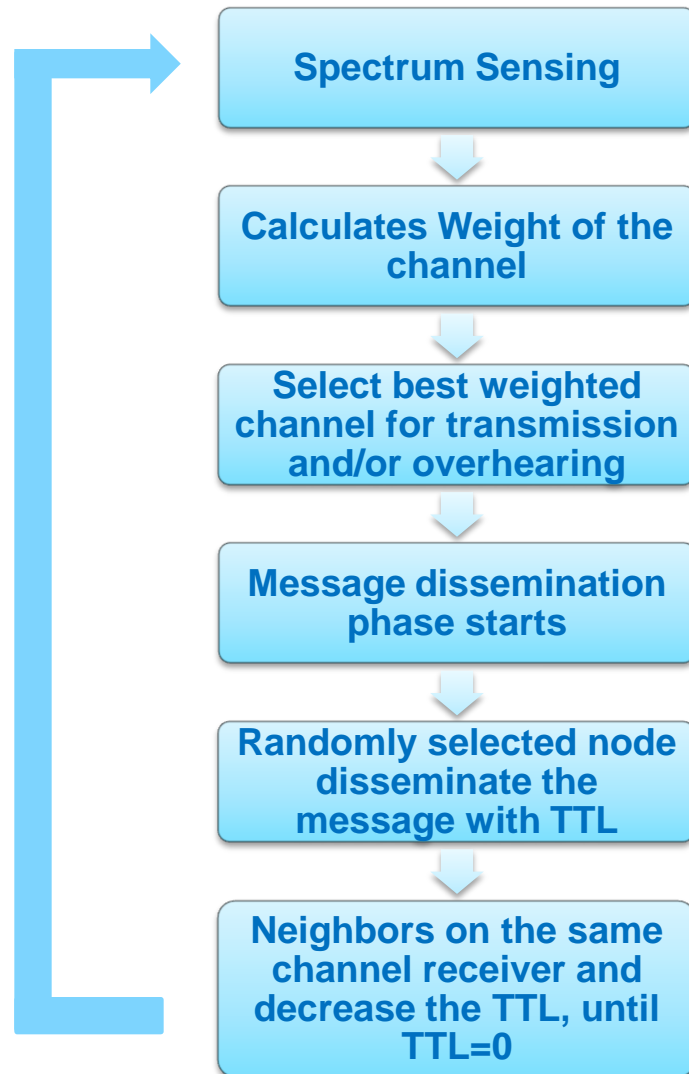 Spectrum Sensing
Calculates Weight of the
channel
Select best weighted
channel for transmission
and/or overhearing
Message dissemination
phase starts
Randomly selected node
disseminate the
message with TTL
Neighbors on the same
channel receiver and
decrease the TTL, until
TTL=0